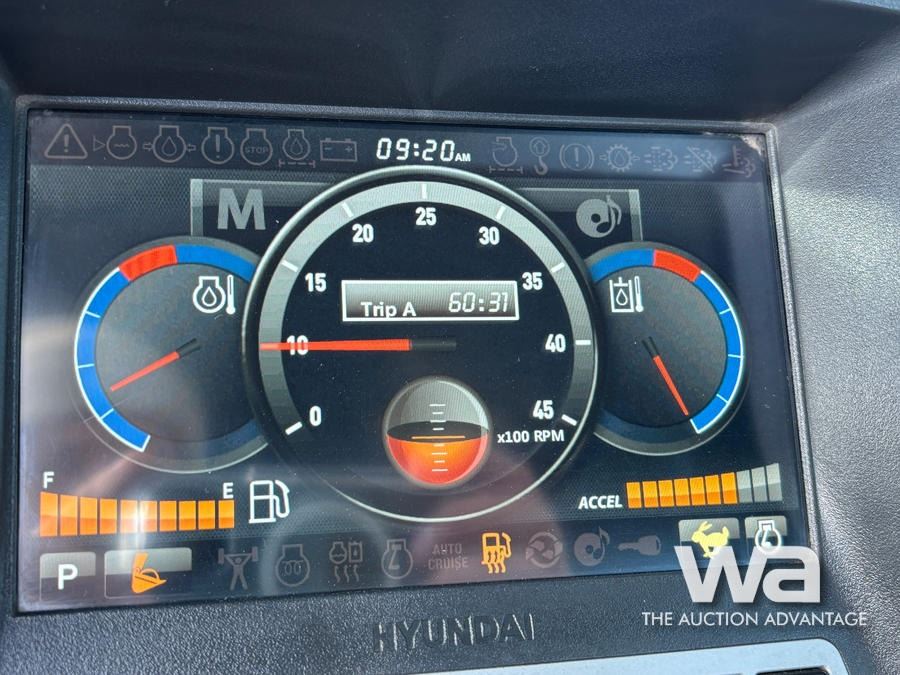 STOP
09:20AM
M
25
20
30
15
35
Trip A
60:31
10
40
0
45
x100 RPM
F
E
ACCEL
P
AUTO
CRUISE
HYUNDAI
wa
THE AUCTION ADVANTAGE